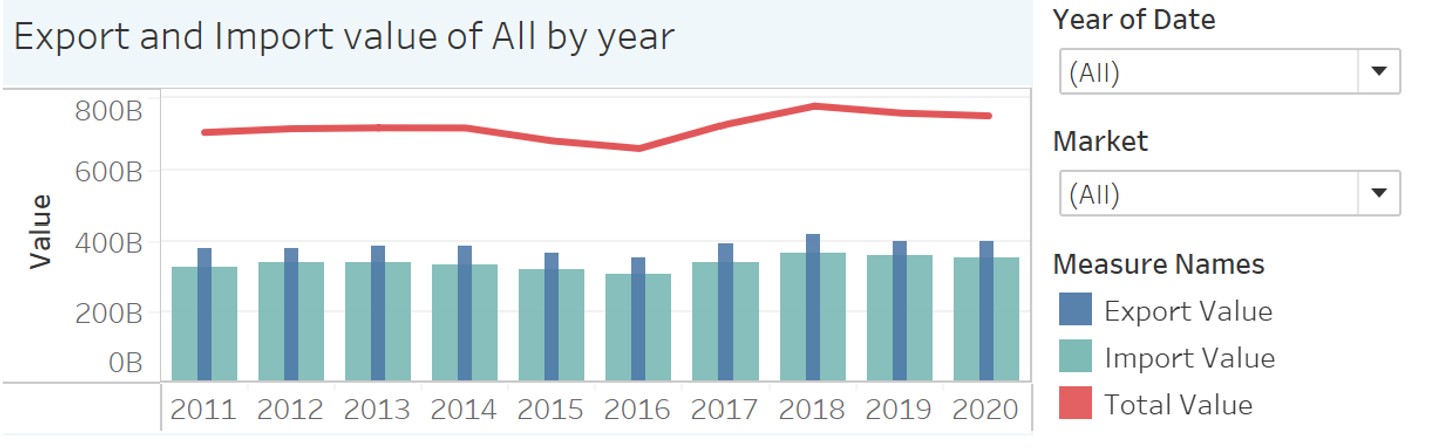 Export and Import value of All by year
Value
800B
600B
400B
200B
0B
2011 2012 2013 2014 2015 2016 2017 2018 2019 2020
Year of Date
(All)
Market
(All)
Measure Names
Export Value
Import Value
Total Value